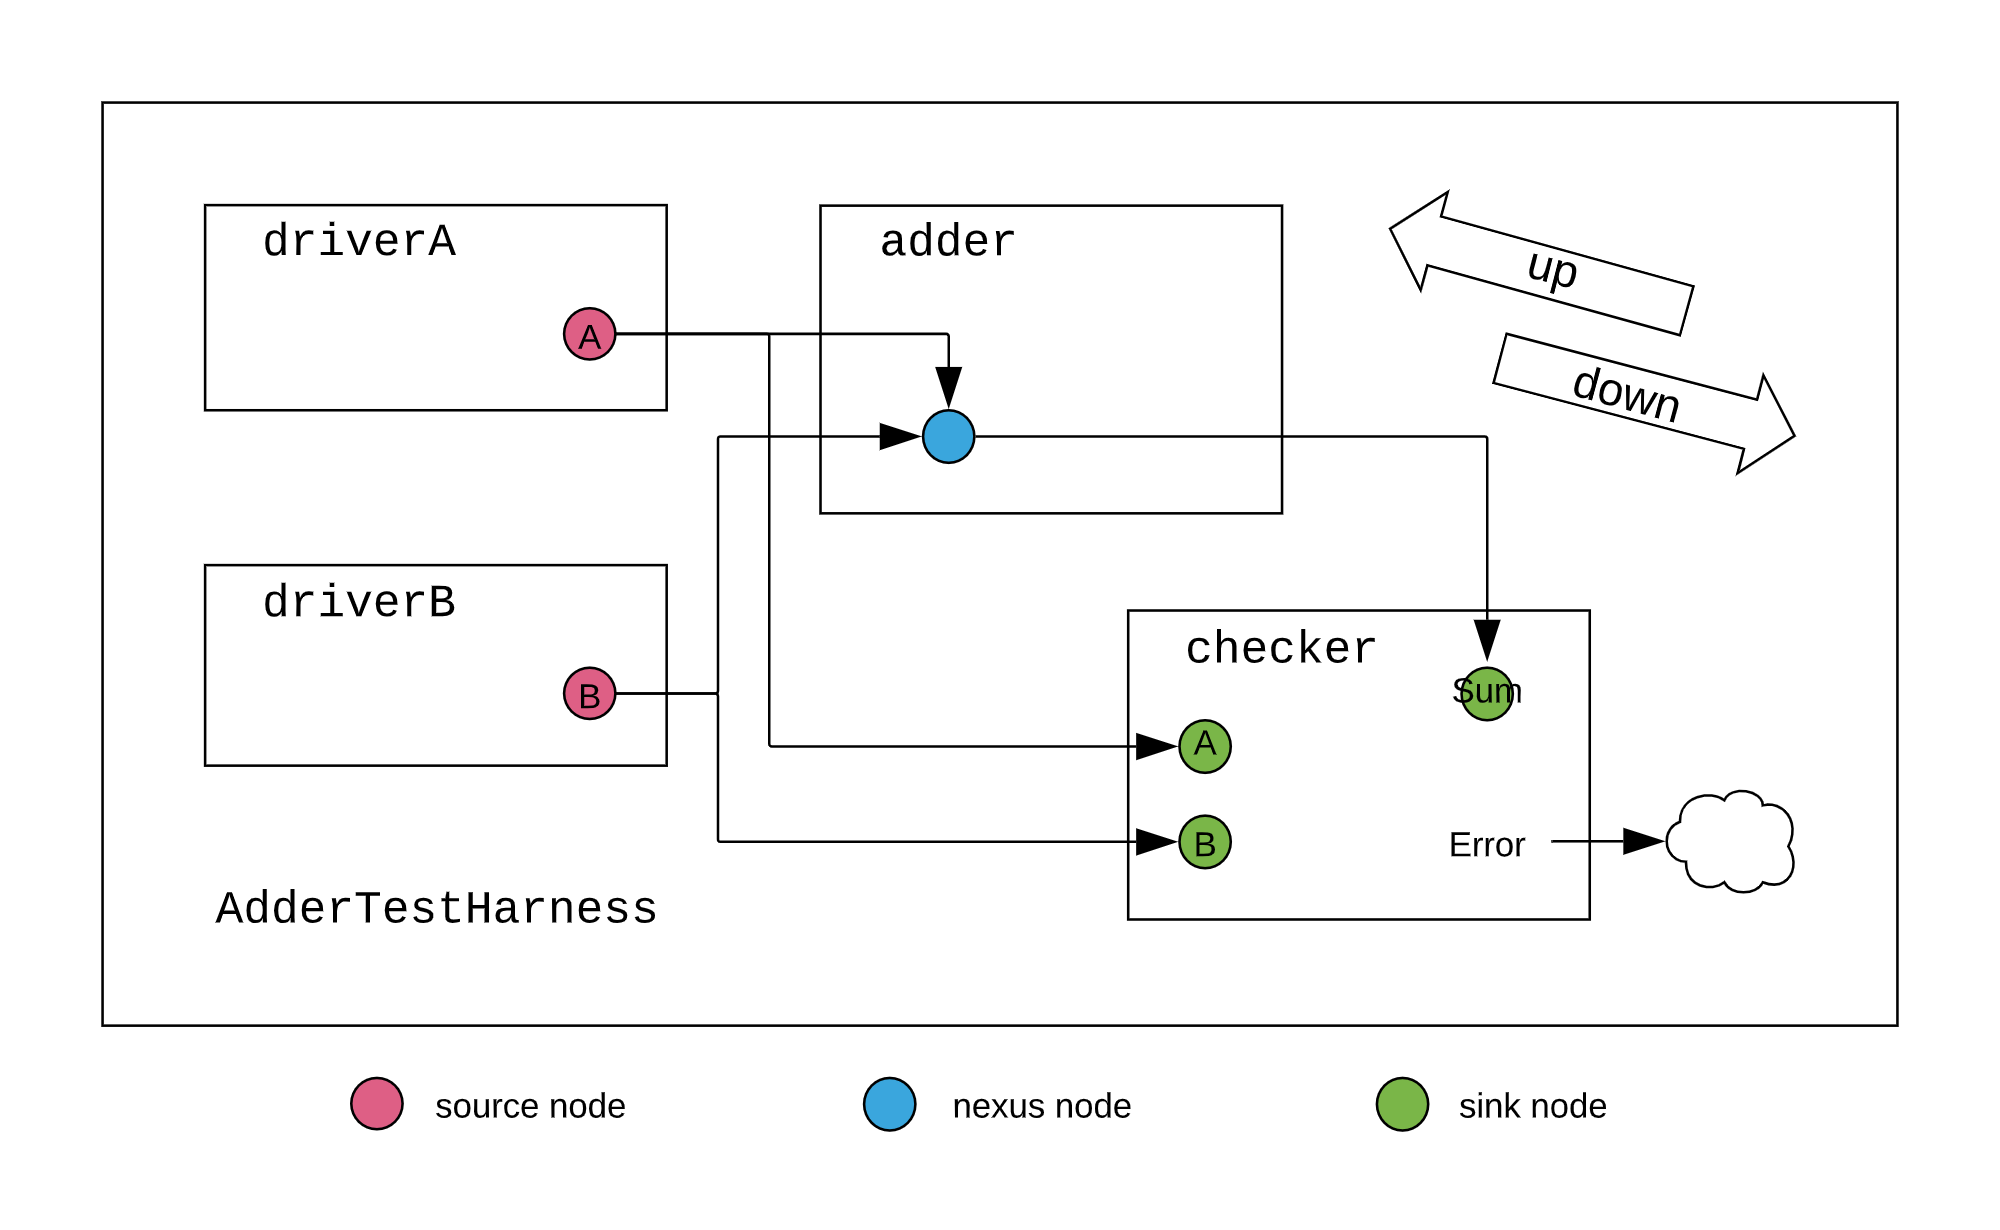 driverA
A
adder
up
down
driverB
B
checker
Sum
A
B
Error
AdderTestHarness
source node
nexus node
sink node